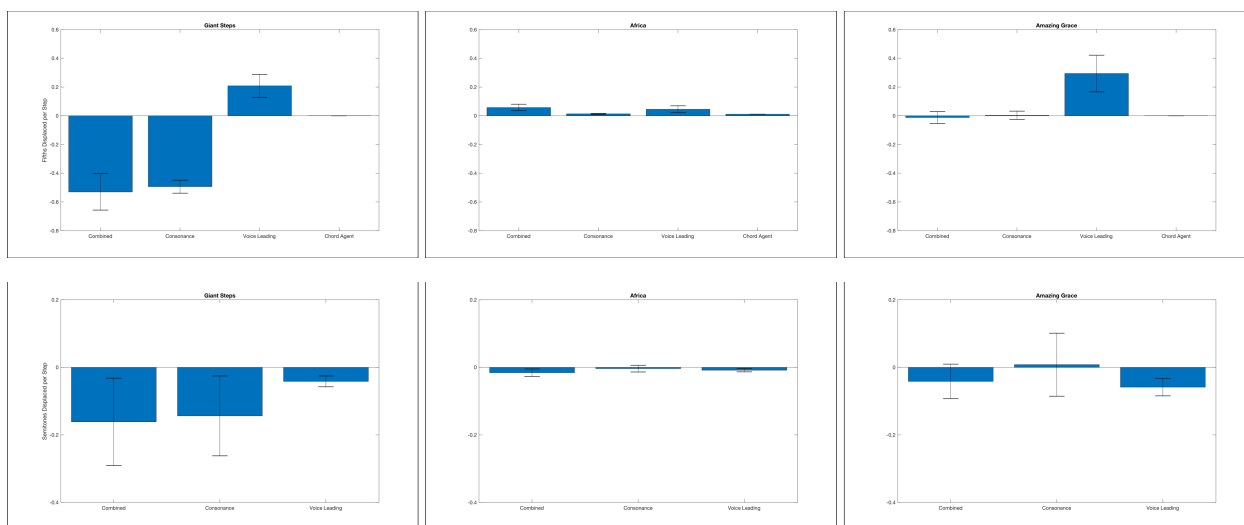 Giant Steps
Fifths Displaced per Step
0.6
0.4
0.2
0
-0.2
-0.4
-0.6
-0.8
Combined Consonance Voice Leading Chord Agent
Africa
0.6
0.4
0.2
0
-0.2
-0.4
-0.6
-0.8
Combined Consonance Voice Leading Chord Agent
Amazing Grace
0.6
0.4
0.2
0
-0.2
-0.4
-0.6
-0.8
Combined Consonance Voice Leading Chord Agent
Giant Steps
Semitones Displaced per Step
0.2
0
-0.2
-0.4
Combined Consonance Voice Leading
Africa
0.2
0
-0.2
-0.4
Combined Consonance Voice Leading
Amazing Grace
0.2
0
-0.2
-0.4
Combined Consonance Voice Leading